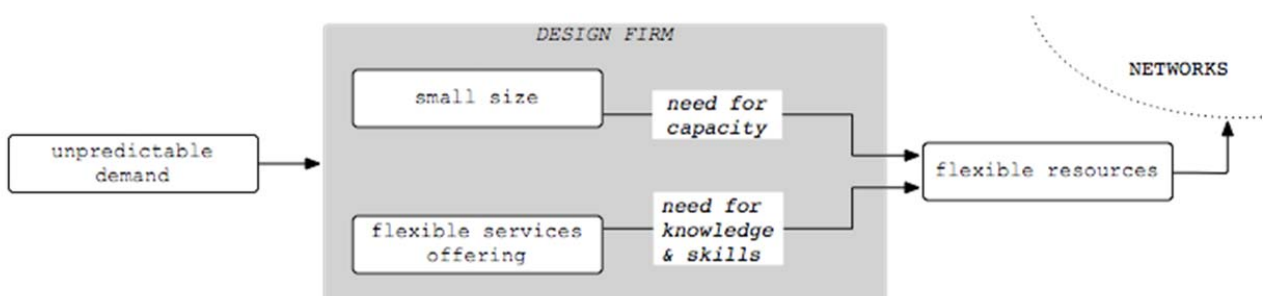 DESIGN FIRM
unpredictable
demand
small size
need for
capacity
flexible services
offering
need for
knowledge
& skills
flexible resources
NETWORKS